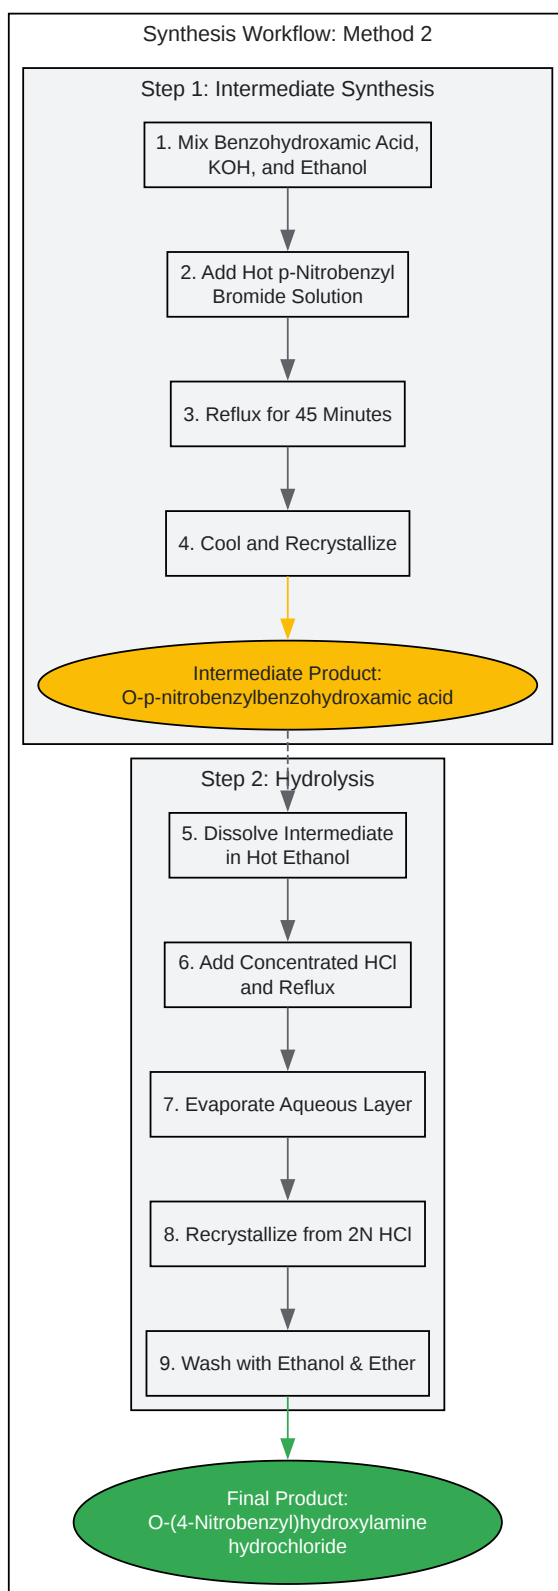 Synthesis Workflow: Method 2
Step 1: Intermediate Synthesis
1. Mix Benzohydroxamic Acid,
KOH, and Ethanol
2. Add Hot p-Nitrobenzyl
Bromide Solution
3. Reflux for 45 Minutes
4. Cool and Recrystallize
Intermediate Product:
O-p-nitrobenzylbenzohydroxamic acid
Step 2: Hydrolysis
5. Dissolve Intermediate
in Hot Ethanol
6. Add Concentrated HCl
and Reflux
7. Evaporate Aqueous Layer
8. Recrystallize from 2N HCl
9. Wash with Ethanol & Ether
Final Product:
O-(4-Nitrobenzyl)hydroxylamine
hydrochloride